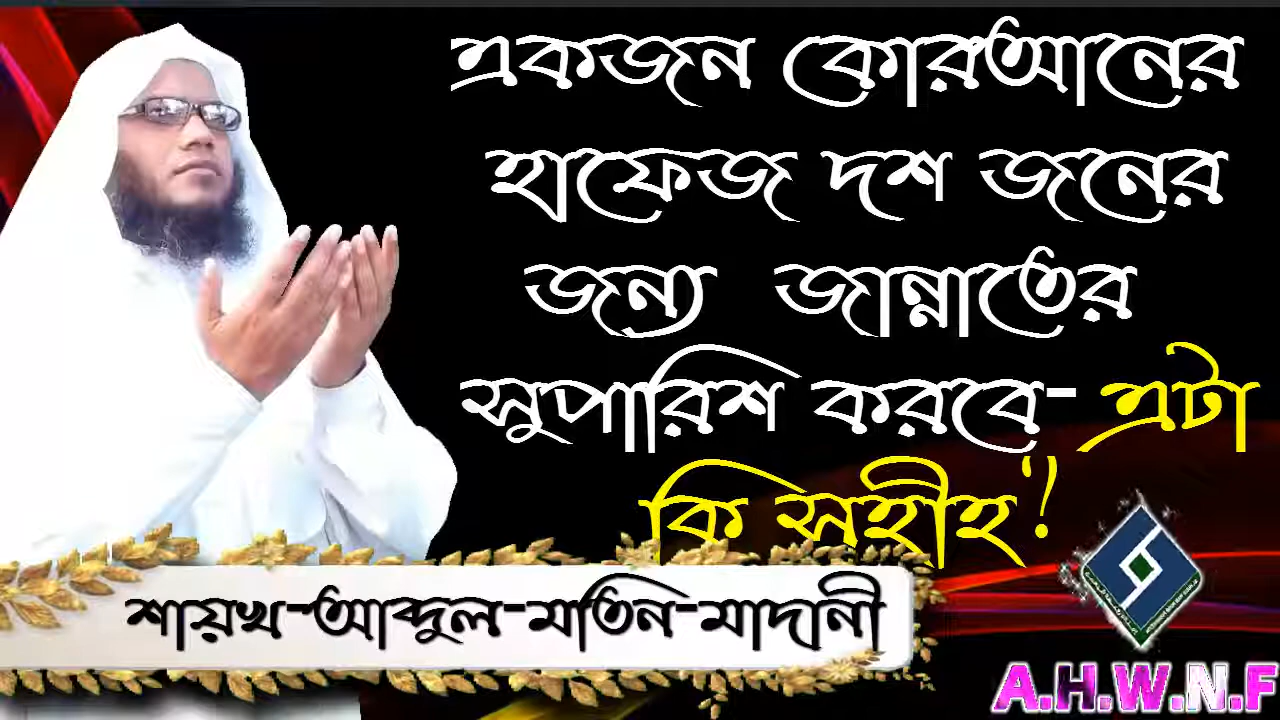 একজন কোরআনের
হাফেজ দশ জনের
জন্য জান্নাতের
সুপারিশ করবে- এটা
কি সহীহ?
শায়খ-আব্দুল-মতিন-মাদানী
A.H.W.N.F